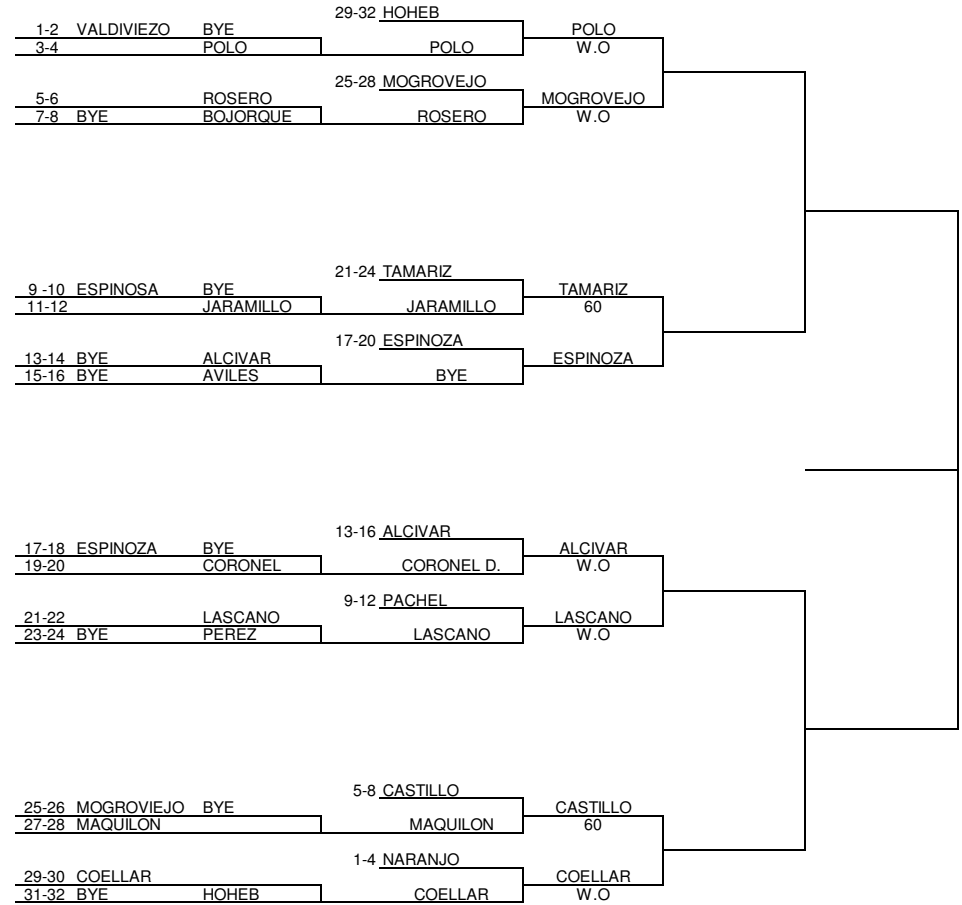 29-32 HOHEB
1-2 VALDIVIEZO BYE POLO
3-4 POLO POLO W.O
25-28 MOGROVEJO
5-6 ROSERO MOGROVEJO
7-8 BYE BOJORQUE ROSERO W.O
21-24 TAMARIZ
9 -10 ESPINOSA BYE TAMARIZ
11-12 JARAMILLO JARAMILLO 60
17-20 ESPINOZA
13-14 BYE ALCIVAR ESPINOZA
15-16 BYE AVILES BYE
13-16 ALCIVAR
17-18 ESPINOZA BYE ALCIVAR
19-20 CORONEL CORONEL D. W.O
9-12 PACHEL
21-22 LASCANO LASCANO
23-24 BYE PEREZ LASCANO W.O
5-8 CASTILLO
25-26 MOGROVIEJO BYE CASTILLO
27-28 MAQUILON MAQUILON 60
1-4 NARANJO
29-30 COELLAR COELLAR
31-32 BYE HOHEB COELLAR W.O